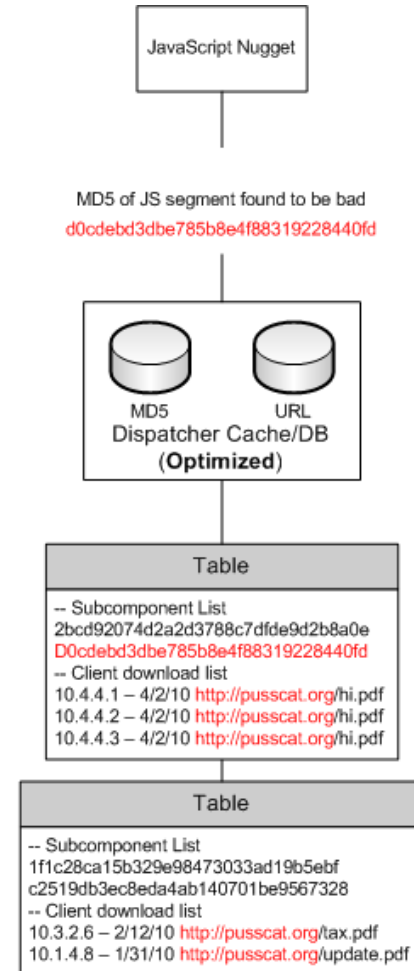 JavaScript Nugget
MD5 of JS segment found to be bad
d0cdebd3dbe785b8e4f88319228440fd
MD5
URL
Dispatcher Cache/DB
(Optimized)
Table
-- Subcomponent List
2bcd92074d2a2d3788c7dfde9d2b8a0e
D0cdebd3dbe785b8e4f88319228440fd
-- Client download list
10.4.4.1 – 4/2/10 http://pusscat.org/hi.pdf
10.4.4.2 – 4/2/10 http://pusscat.org/hi.pdf
10.4.4.3 – 4/2/10 http://pusscat.org/hi.pdf
Table
-- Subcomponent List
1f1c28ca15b329e98473033ad19b5ebf
c2519db3ec8eda4ab140701be9567328
-- Client download list
10.3.2.6 – 2/12/10 http://pusscat.org/tax.pdf
10.1.4.8 – 1/31/10 http://pusscat.org/update.pdf